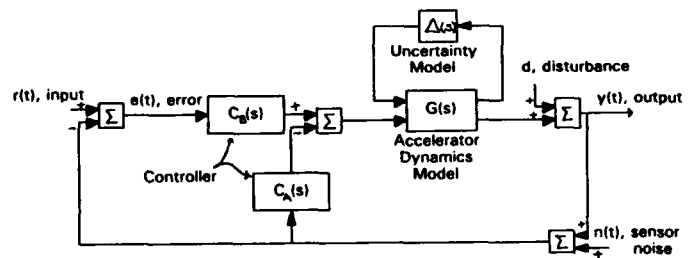 Δ(s)
Uncertainty
Model
d, disturbance
r(t), input
e(t), error
y(t), output
+
-
Σ
C_B(s)
+
-
Σ
G(s)
+
+
Σ
Accelerator
Dynamics
Model
Controller
C_A(s)
+
+
Σ
n(t), sensor
noise